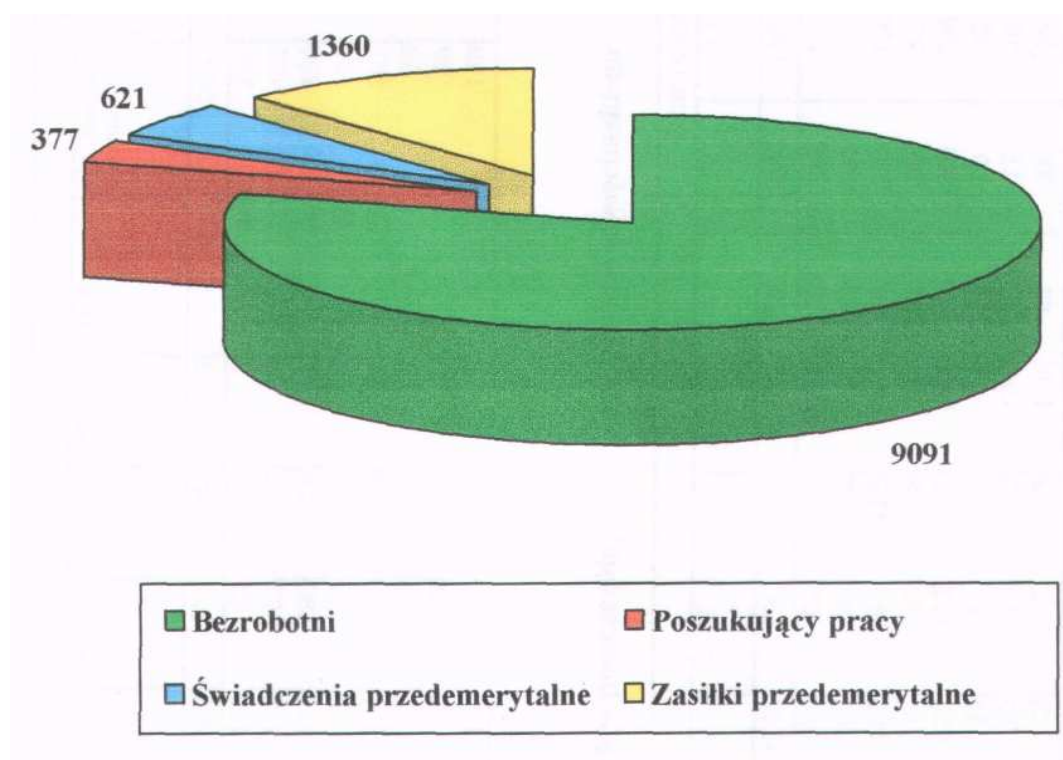 1360
621
377
9091
Bezrobotni
Poszukujący pracy
Świadczenia przedemerytalne
Zasiłki przedemerytalne